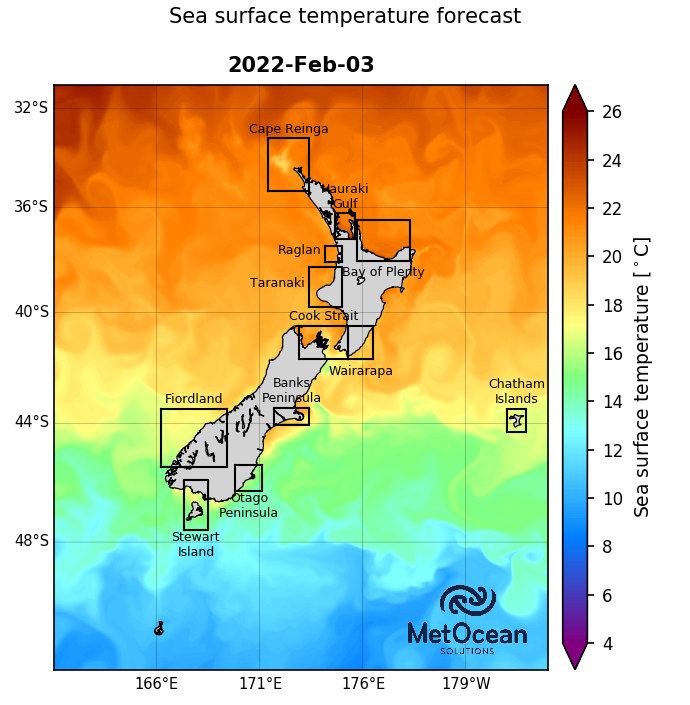 Sea surface temperature forecast
2022-Feb-03
32°S
36°S
40°S
44°S
48°S
166°E
171°E
176°E
179°W
Cape Reinga
Hauraki
Gulf
Raglan
Bay of Plenty
Taranaki
Cook Strait
Wairarapa
Banks
Peninsula
Fiordland
Chatham
Islands
Otago
Peninsula
Stewart
Island
MetOcean
SOLUTIONS
26
24
22
20
18
16
14
12
10
8
6
4
Sea surface temperature [°C]